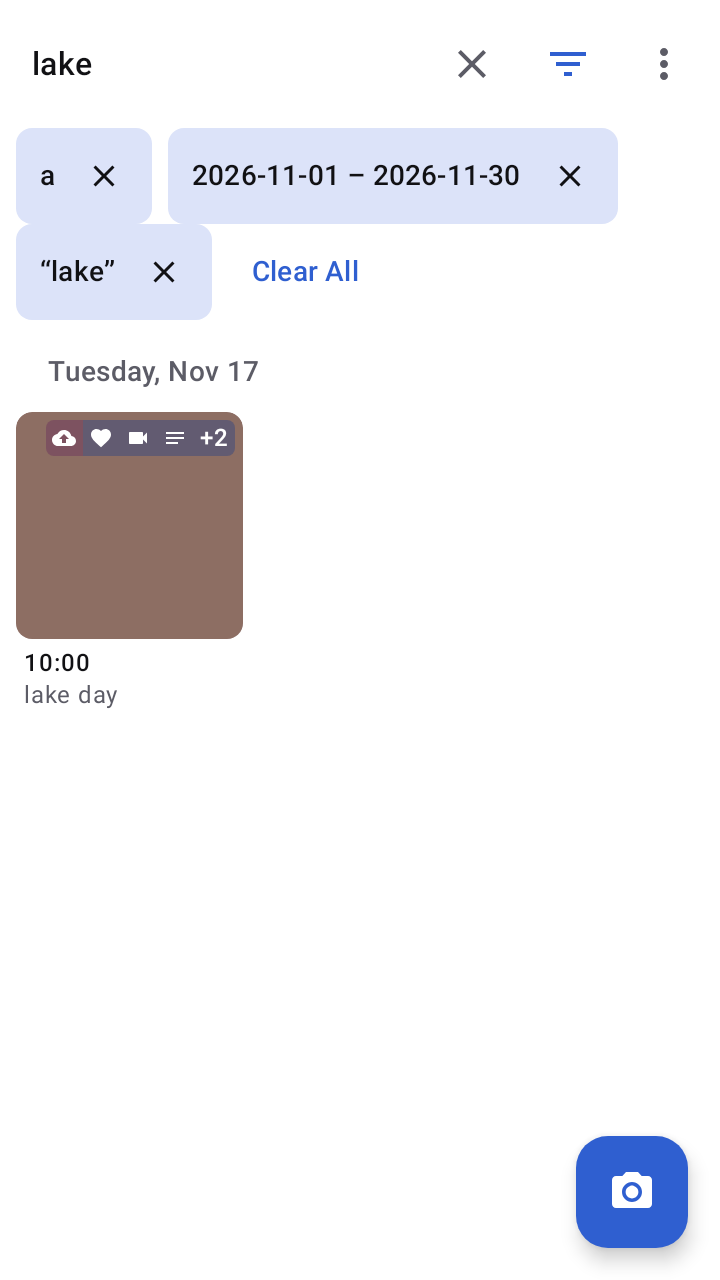 lake
a
2026-11-01 – 2026-11-30
“lake”
Clear All
Tuesday, Nov 17
+2
10:00
lake day